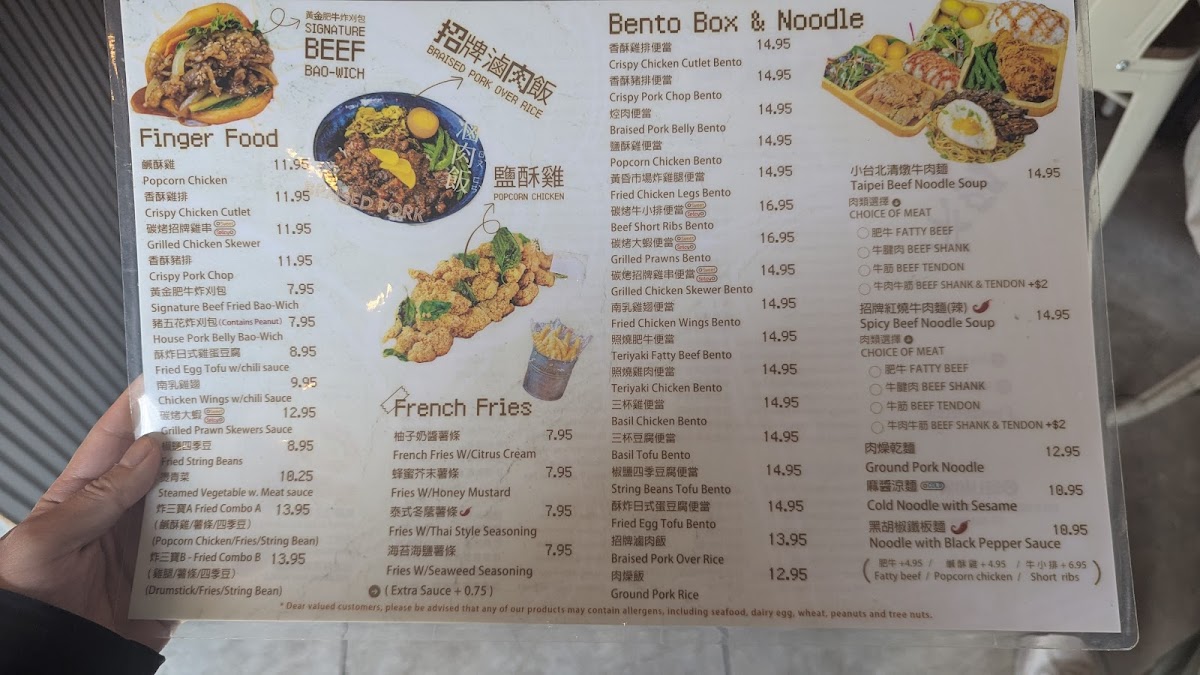 黃金肥牛炸刈包
SIGNATURE
BEEF
BAO-WICH
招牌滷肉飯
BRAISED PORK OVER RICE
滷肉飯
鹽酥雞
POPCORN CHICKEN
Finger Food
鹹酥雞 11.95
Popcorn Chicken
香酥雞排 11.95
Crispy Chicken Cutlet
碳烤招牌雞串 11.95
Grilled Chicken Skewer
香酥豬排 11.95
Crispy Pork Chop
黃金肥牛炸刈包 7.95
Signature Beef Fried Bao-Wich
豬五花炸刈包 (Contains Peanut) 7.95
House Pork Belly Bao-Wich
酥炸日式雞蛋豆腐 8.95
Fried Egg Tofu w/chili sauce
南乳雞翅 9.95
Chicken Wings w/chili Sauce
碳烤大蝦 12.95
Grilled Prawn Skewers Sauce
椒鹽四季豆 8.95
Fried String Beans
燙青菜 10.25
Steamed Vegetable w. Meat sauce
炸三寶A Fried Combo A 13.95
(鹹酥雞/薯條/四季豆)
(Popcorn Chicken/Fries/String Bean)
炸三寶B - Fried Combo B 13.95
(雞腿/薯條/四季豆)
(Drumstick/Fries/String Bean)
French Fries
柚子奶醬薯條 7.95
French Fries W/Citrus Cream
蜂蜜芥末薯條 7.95
Fries W/Honey Mustard
泰式冬蔭薯條 7.95
Fries W/Thai Style Seasoning
海苔海鹽薯條 7.95
Fries W/Seaweed Seasoning
(Extra Sauce + 0.75)
Bento Box & Noodle
香酥雞排便當 14.95
Crispy Chicken Cutlet Bento
香酥豬排便當 14.95
Crispy Pork Chop Bento
焢肉便當 14.95
Braised Pork Belly Bento
鹽酥雞便當 14.95
Popcorn Chicken Bento
黃昏市場炸雞腿便當 14.95
Fried Chicken Legs Bento
碳烤牛小排便當 16.95
Beef Short Ribs Bento
碳烤大蝦便當 16.95
Grilled Prawns Bento
碳烤招牌雞串便當 14.95
Grilled Chicken Skewer Bento
南乳雞翅便當 14.95
Fried Chicken Wings Bento
照燒肥牛便當 14.95
Teriyaki Fatty Beef Bento
照燒雞肉便當 14.95
Teriyaki Chicken Bento
三杯雞便當 14.95
Basil Chicken Bento
三杯豆腐便當 14.95
Basil Tofu Bento
椒鹽四季豆腐便當 14.95
String Beans Tofu Bento
酥炸日式蛋豆腐便當 14.95
Fried Egg Tofu Bento
招牌滷肉飯 13.95
Braised Pork Over Rice
肉燥飯 12.95
Ground Pork Rice
小台北清燉牛肉麵 14.95
Taipei Beef Noodle Soup
肉類選擇
CHOICE OF MEAT
肥牛 FATTY BEEF
牛腱肉 BEEF SHANK
牛筋 BEEF TENDON
牛肉牛筋 BEEF SHANK & TENDON +$2
招牌紅燒牛肉麵(辣) 14.95
Spicy Beef Noodle Soup
肉類選擇
CHOICE OF MEAT
肥牛 FATTY BEEF
牛腱肉 BEEF SHANK
牛筋 BEEF TENDON
牛肉牛筋 BEEF SHANK & TENDON +$2
肉燥乾麵 12.95
Ground Pork Noodle
麻醬涼麵 10.95
Cold Noodle with Sesame
黑胡椒鐵板麵 10.95
Noodle with Black Pepper Sauce
(肥牛 +4.95 / 鹹酥雞 +4.95 / 牛小排 +6.95
Fatty beef / Popcorn chicken / Short ribs)
* Dear valued customers, please be advised that any of our products may contain allergens, including seafood, dairy egg, wheat, peanuts and tree nuts.